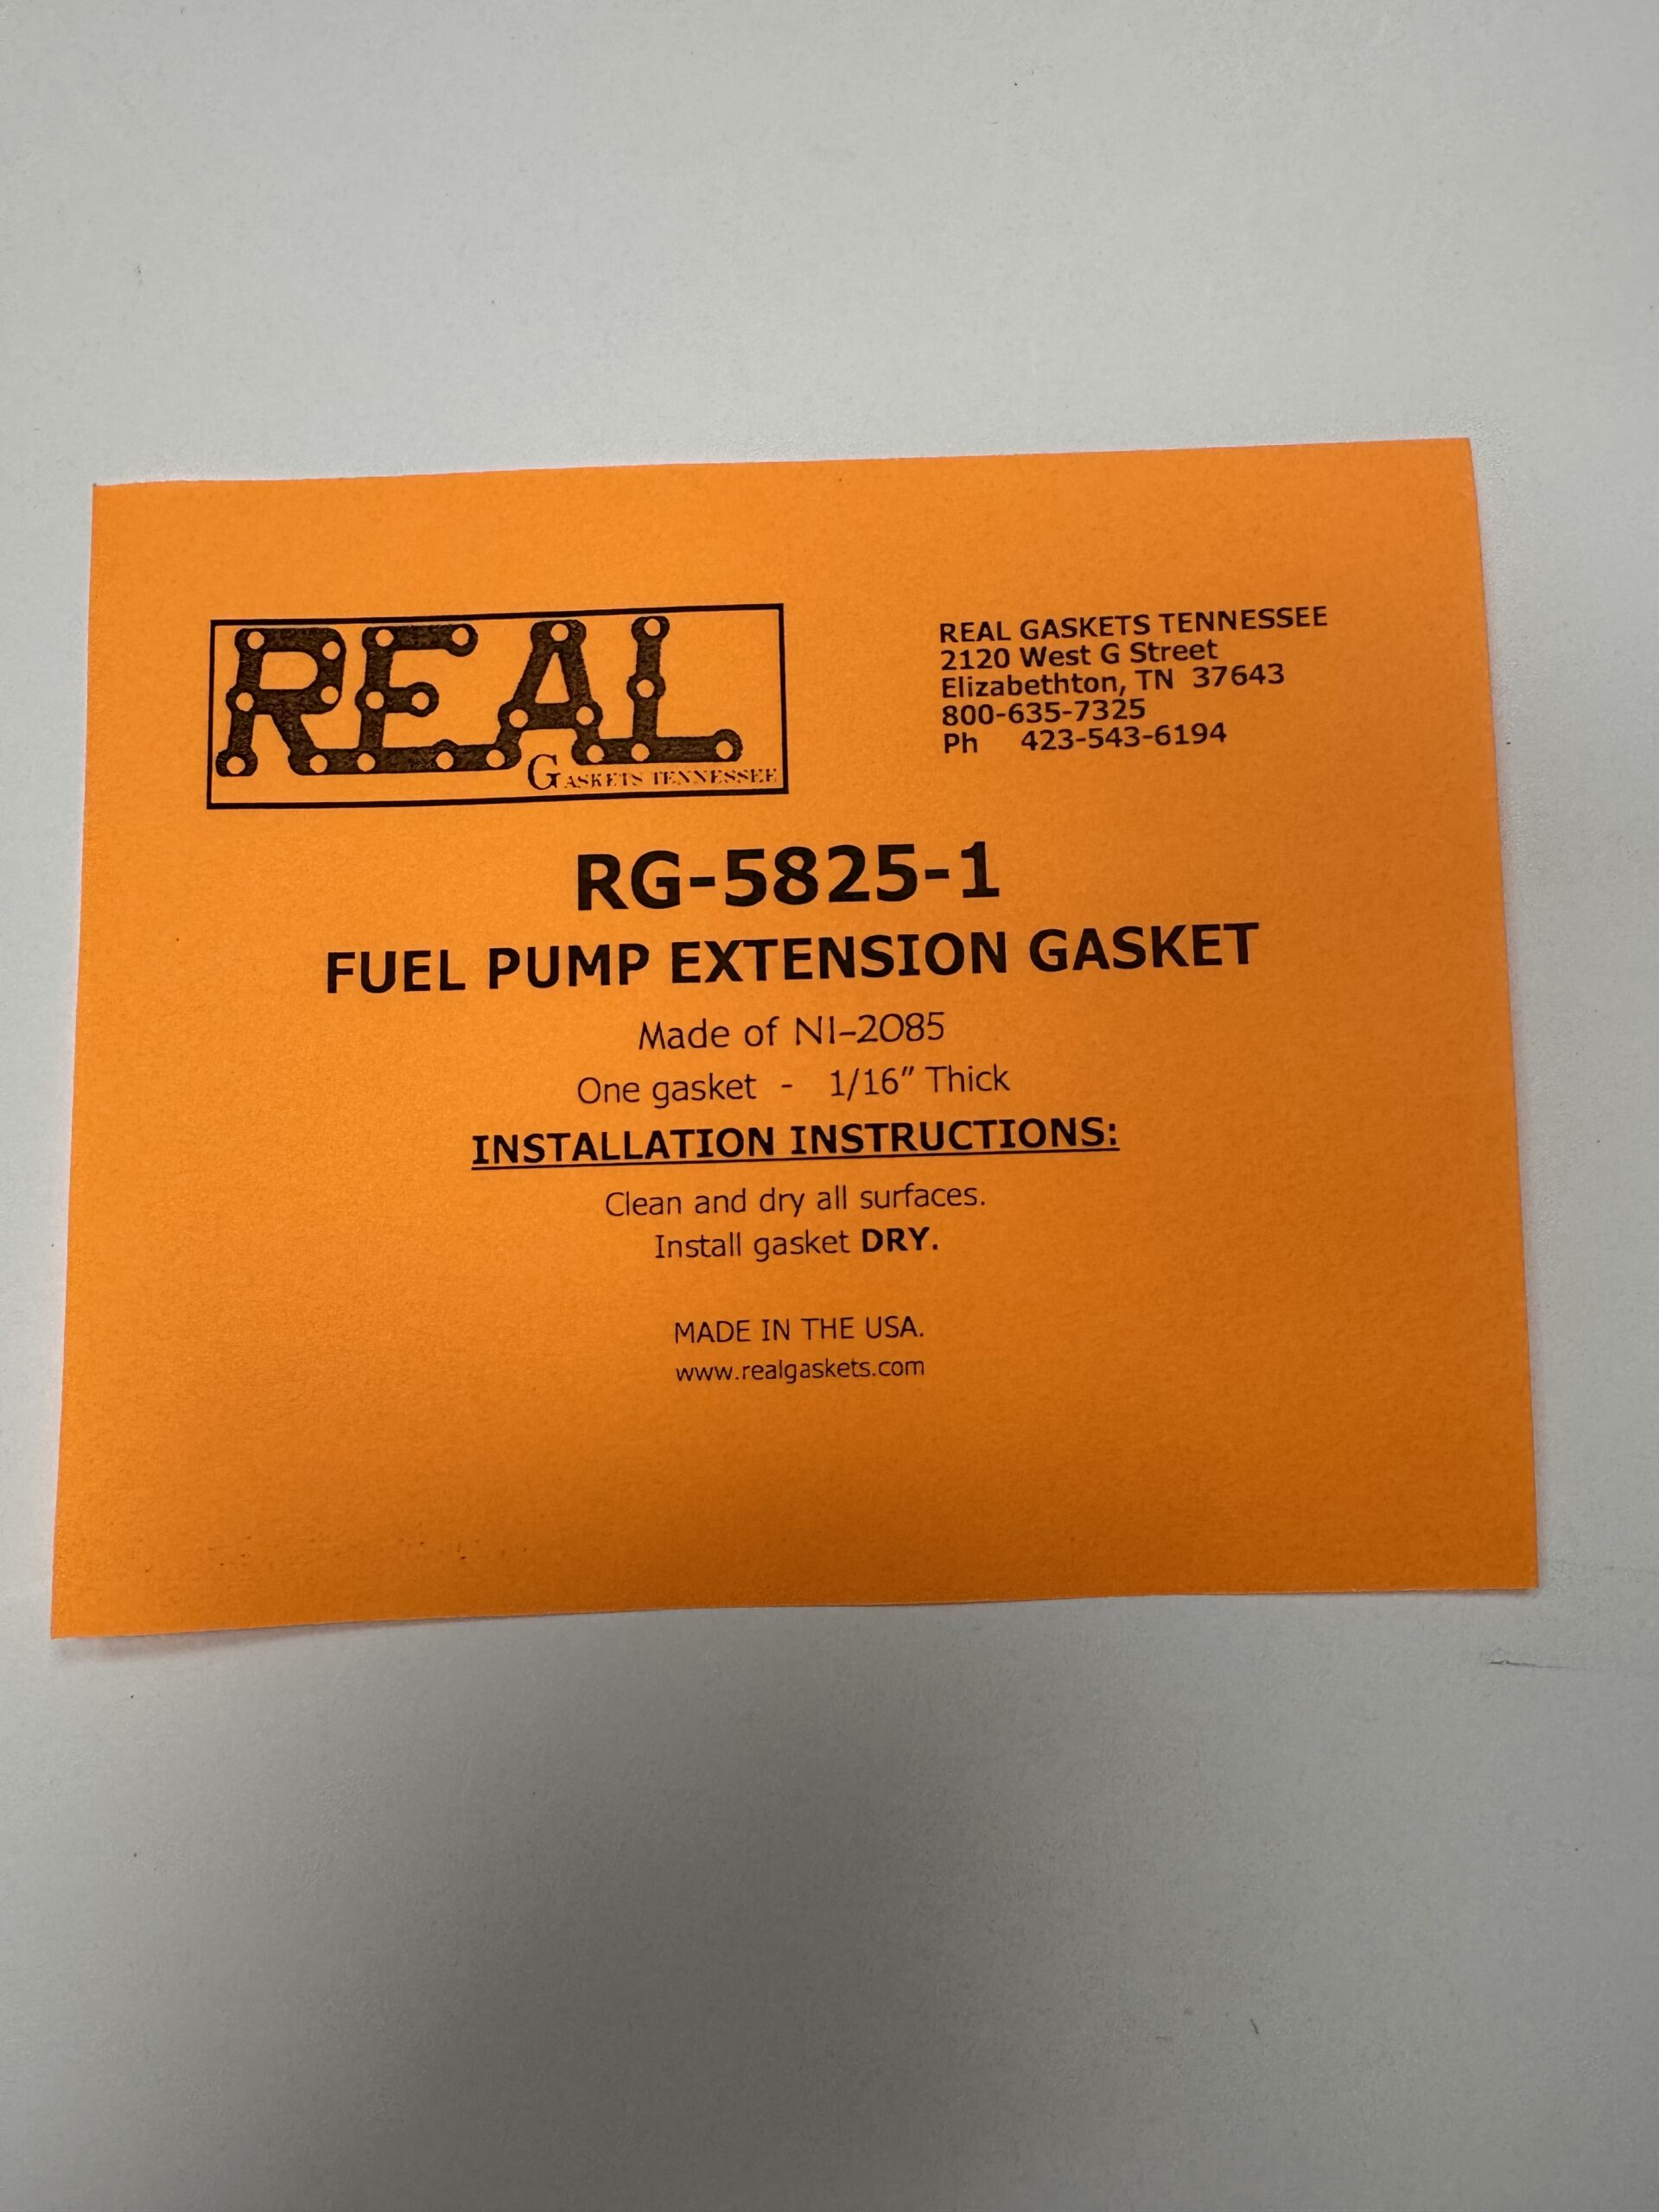 REAL
GASKETS TENNESSEE
REAL GASKETS TENNESSEE
2120 West G Street
Elizabethton, TN 37643
800-635-7325
Ph 423-543-6194
RG-5825-1
FUEL PUMP EXTENSION GASKET
Made of NI-2085
One gasket - 1/16” Thick
INSTALLATION INSTRUCTIONS:
Clean and dry all surfaces.
Install gasket DRY.
MADE IN THE USA.
www.realgaskets.com